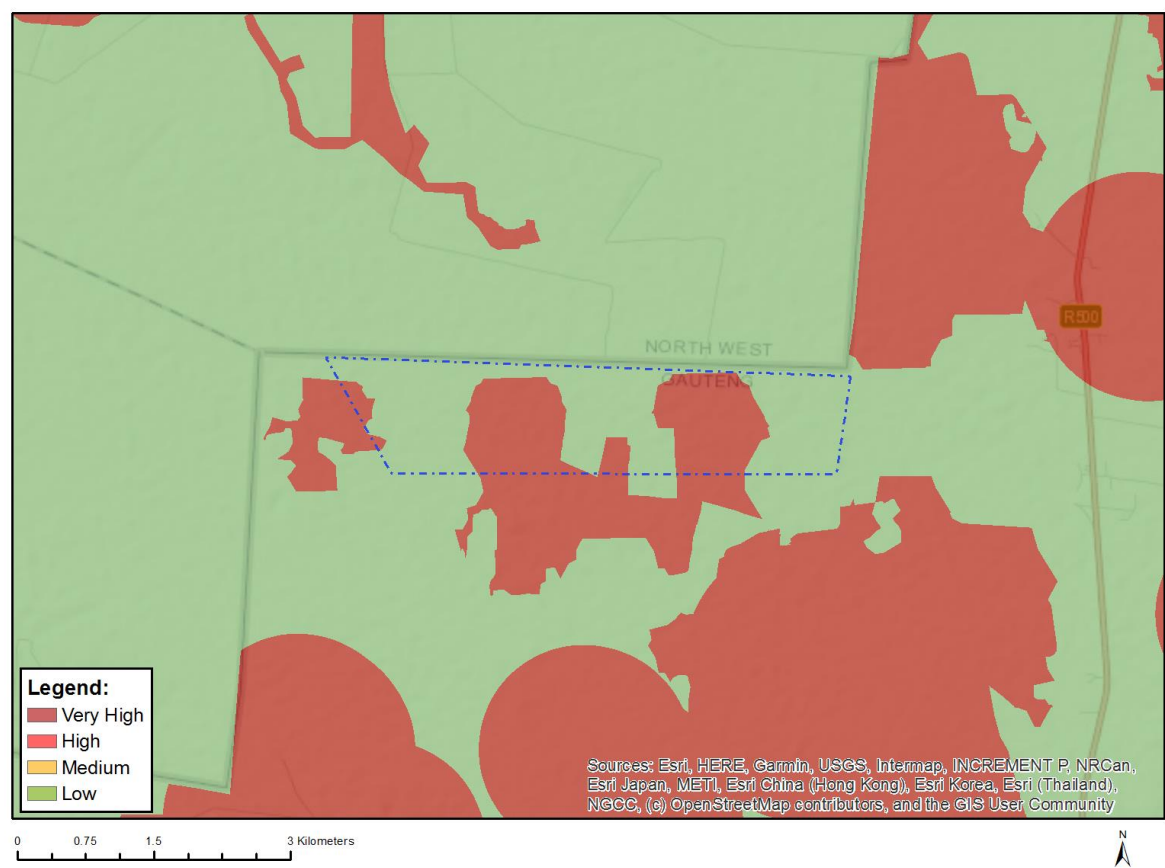 R500
NORTH WEST
GAUTENG
Legend:
Very High
High
Medium
Low
Sources: Esri, HERE, Garmin, USGS, Intermap, INCREMENT P, NRCan,
Esri Japan, METI, Esri China (Hong Kong), Esri Korea, Esri (Thailand),
NGCC, (c) OpenStreetMap contributors, and the GIS User Community
0 0.75 1.5 3 Kilometers
N